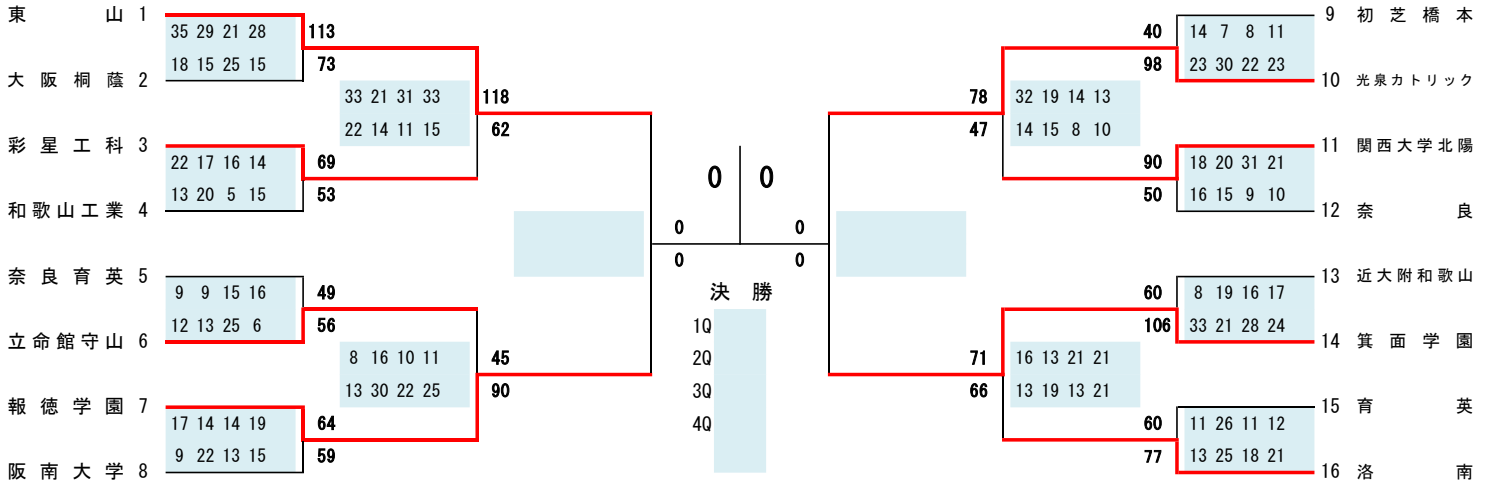 東山 1
35 29 21 28
18 15 25 15
113
73
大阪桐蔭 2
33 21 31 33
22 14 11 15
118
62
彩星工科 3
22 17 16 14
13 20 5 15
69
53
和歌山工業 4
奈良育英 5
9 9 15 16
12 13 25 6
49
56
立命館守山 6
8 16 10 11
13 30 22 25
45
90
報徳学園 7
17 14 14 19
9 22 13 15
64
59
阪南大学 8
0 0
0 0
0 0
決勝
1Q
2Q
3Q
4Q
9 初芝橋本
40
98
14 7 8 11
23 30 22 23
10 光泉カトリック
78
47
32 19 14 13
14 15 8 10
11 関西大学北陽
90
50
18 20 31 21
16 15 9 10
12 奈良
13 近大附和歌山
60
106
8 19 16 17
33 21 28 24
14 箕面学園
71
66
16 13 21 21
13 19 13 21
15 育英
60
77
11 26 11 12
13 25 18 21
16 洛南